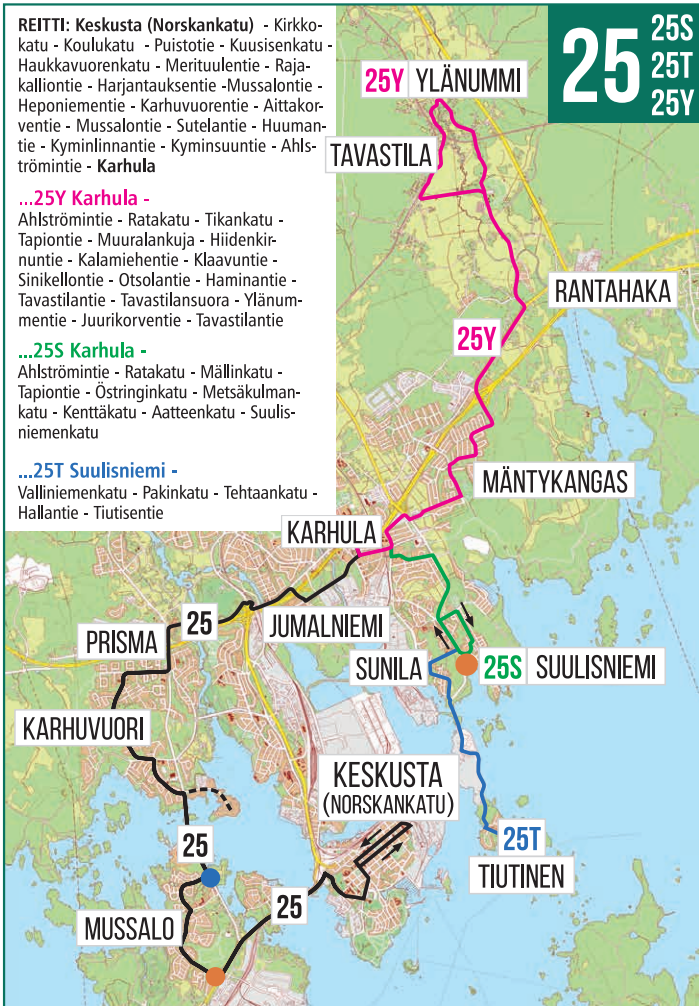 REITTI: Keskusta (Norskankatu) - Kirkko-
katu - Koulukatu - Puistotie - Kuusisenkatu -
Haukkavuorenkatu - Merituulentie - Raja-
kalliontie - Harjantauksentie -Mussalontie -
Heponiementie - Karhuvuorentie - Aittakor-
ventie - Mussalontie - Sutelantie - Huuman-
tie - Kyminlinnantie - Kyminsuuntie - Ahls-
trömintie - Karhula
...25Y Karhula -
Ahlströmintie - Ratakatu - Tikankatu -
Tapiontie - Muuralankuja - Hiidenkir-
nuntie - Kalamiehentie - Klaavuntie -
Sinikellontie - Otsolantie - Haminantie -
Tavastilantie - Tavastilansuora - Ylänum-
mentie - Juurikorventie - Tavastilantie
...25S Karhula -
Ahlströmintie - Ratakatu - Mällinkatu -
Tapiontie - Östringinkatu - Metsäkulman-
katu - Kenttäkatu - Aatteenkatu - Suulis-
niemenkatu
...25T Suulisniemi -
Valliniemenkatu - Pakinkatu - Tehtaankatu -
Hallantie - Tiutisentie
25
25S
25T
25Y
25Y YLÄNUMMI
TAVASTILA
RANTAHAKA
25Y
MÄNTYKANGAS
KARHULA
25
JUMALNIEMI
PRISMA
SUNILA
25S SUULISNIEMI
KARHUVUORI
KESKUSTA
(NORSKANKATU)
25T
TIUTINEN
25
25
MUSSALO